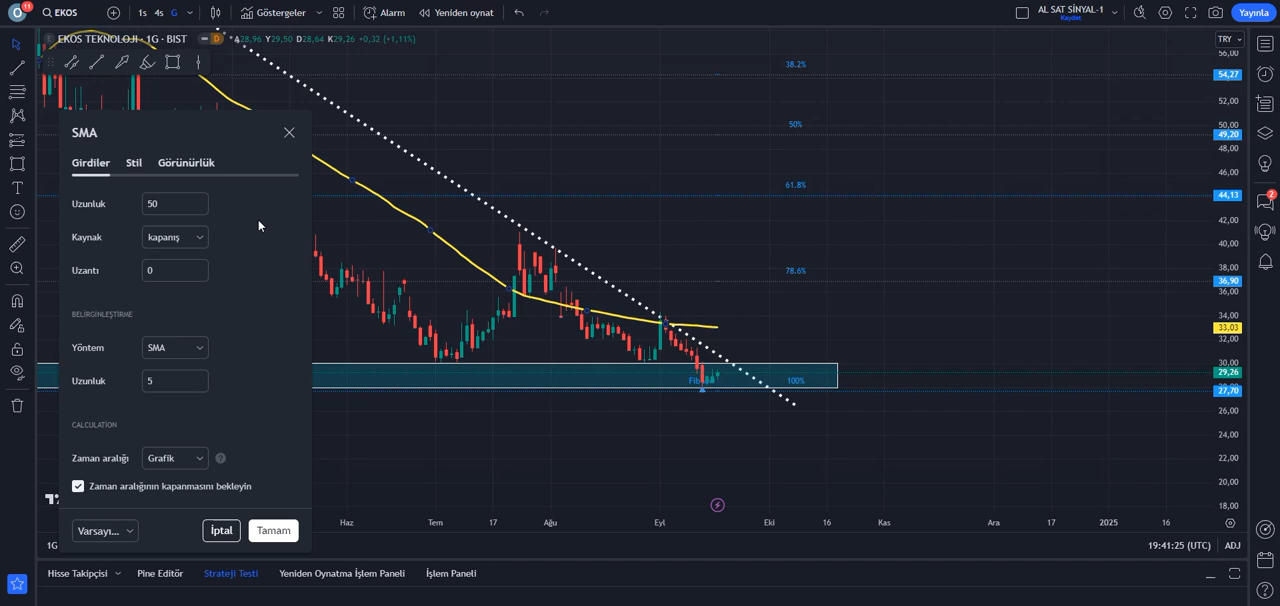 11
EKOS
1s 4s G
Göstergeler
Alarm
Yeniden oynat
AL SAT SİNYAL-1
Kaydet
Yayınla
EKOS TEKNOLOJİ · 1G · BIST
D
A28,96 Y29,50 D28,64 K29,26 +0,32 (+1,11%)
TRY
56,00
54,27
52,00
50,00
49,20
48,00
44,13
42,00
40,00
38,00
36,90
36,00
34,00
33,03
32,00
30,00
29,26
27,70
26,00
24,00
22,00
20,00
18,00
38.2%
50%
61.8%
78.6%
100%
2
SMA
Girdiler Stil Görünürlük
Uzunluk 50
Kaynak kapanış
Uzantı 0
BELİRGİNLEŞTİRME
Yöntem SMA
Uzunluk 5
CALCULATION
Zaman aralığı Grafik
Zaman aralığının kapanmasını bekleyin
Varsayı... İptal Tamam
Haz Tem 17 Ağu Eyl Eki 16 Kas Ara 17 2025 16
1G
19:41:25 (UTC) ADJ
Hisse Takipçisi Pine Editör Strateji Testi Yeniden Oynatma İşlem Paneli İşlem Paneli